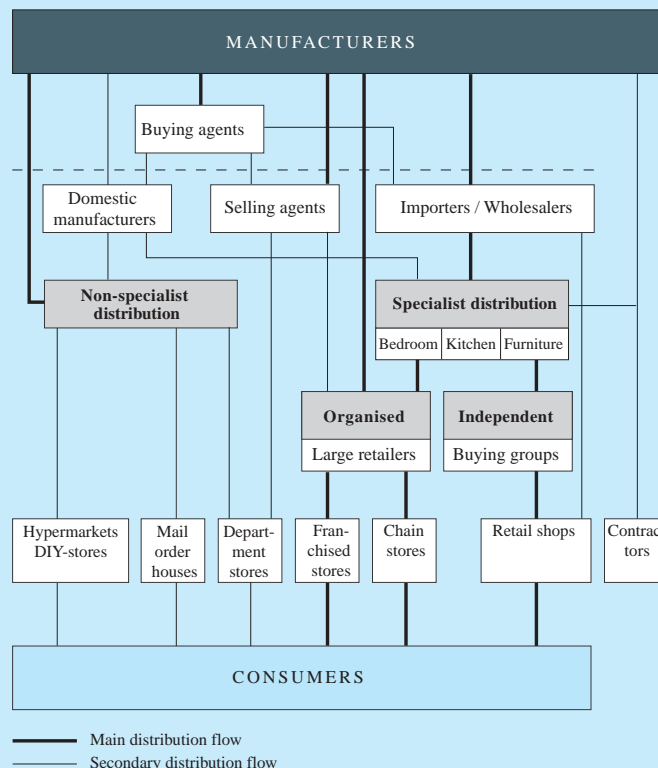 MANUFACTURERS
Buying agents
Domestic
manufacturers
Selling agents
Importers / Wholesalers
Non-specialist
distribution
Specialist distribution
Bedroom
Kitchen
Furniture
Organised
Large retailers
Independent
Buying groups
Hypermarkets
DIY-stores
Mail
order
houses
Depart-
ment
stores
Fran-
chised
stores
Chain
stores
Retail shops
Contrac
tors
CONSUMERS
Main distribution flow
Secondary distribution flow